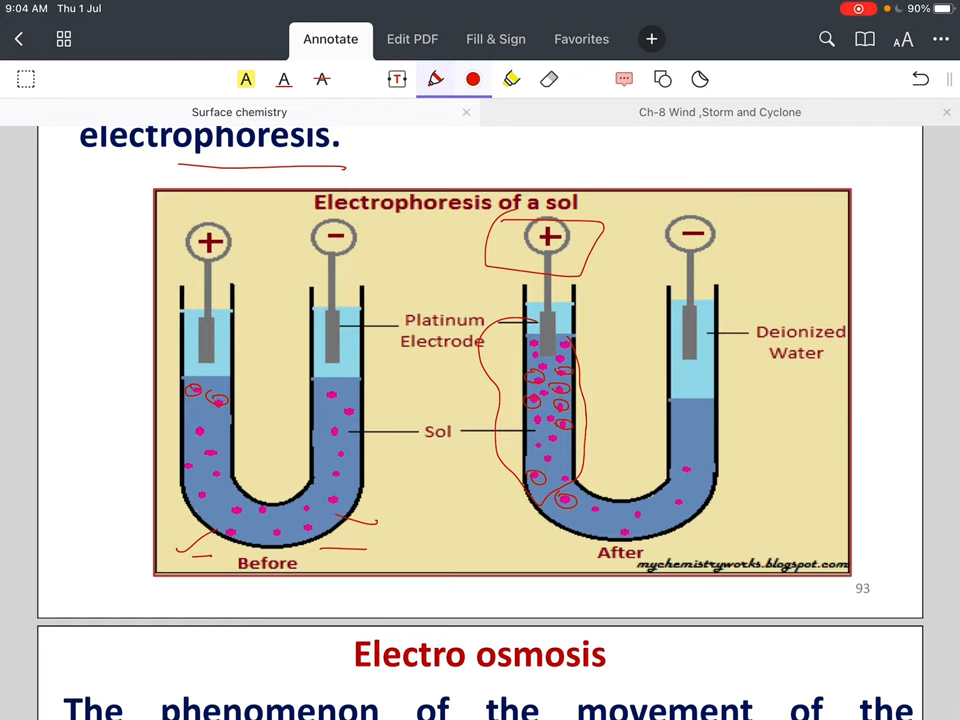 9:04 AM Thu 1 Jul
90%
Annotate
Edit PDF
Fill & Sign
Favorites
AA
A A A T
Surface chemistry
Ch-8 Wind ,Storm and Cyclone
electrophoresis.
Electrophoresis of a sol
+ − + −
Platinum
Electrode
Deionized
Water
Sol
Before
After
mychemistryworks.blogspot.com
93
Electro osmosis
The phenomenon of the movement of the